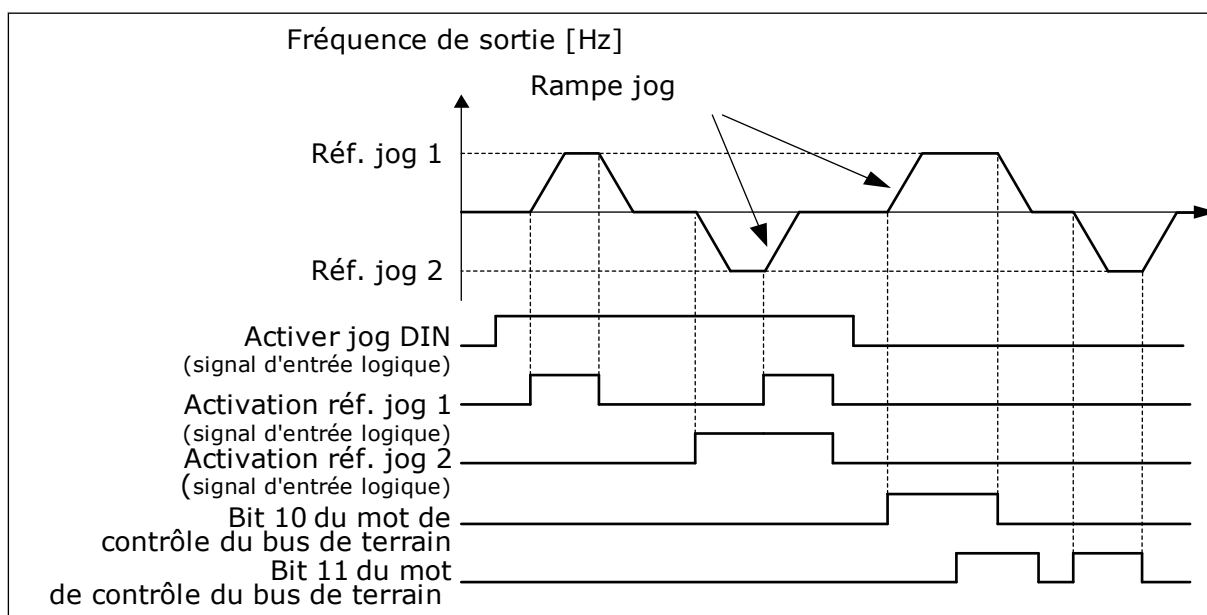 Fréquence de sortie [Hz]
Rampe jog
Réf. jog 1
Réf. jog 2
Activer jog DIN
(signal d'entrée logique)
Activation réf. jog 1
(signal d'entrée logique)
Activation réf. jog 2
(signal d'entrée logique)
Bit 10 du mot de
contrôle du bus de terrain
Bit 11 du mot
de contrôle du bus de terrain